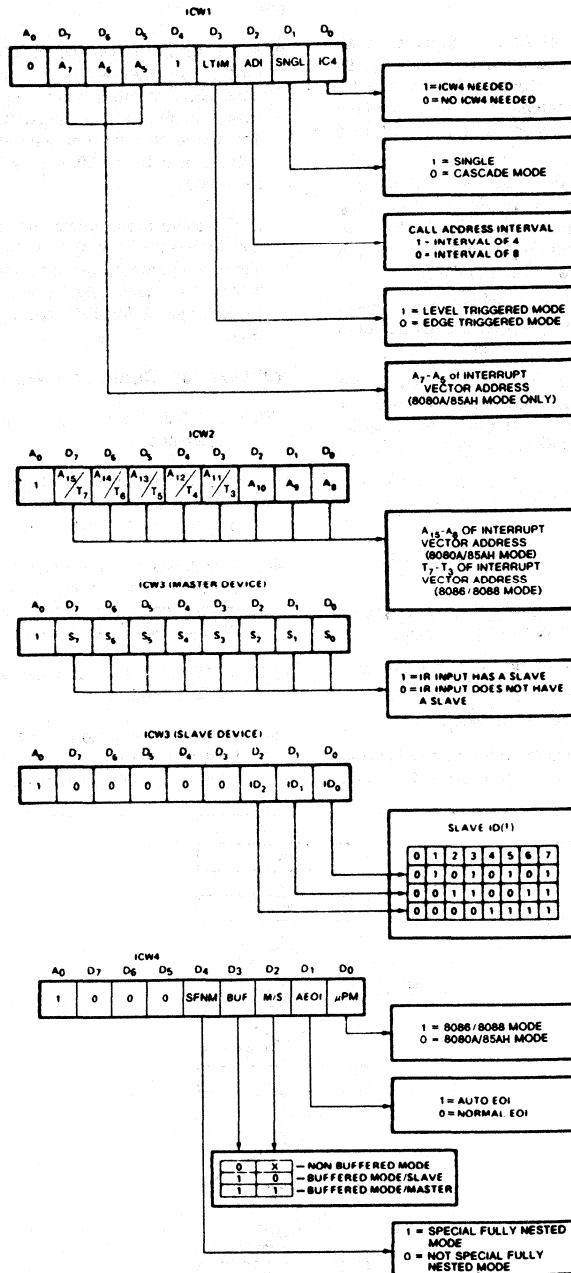 ICW1
A0 D7 D6 D5 D4 D3 D2 D1 D0
0 A7 A6 A5 1 LTIM ADI SNGL IC4
1 = ICW4 NEEDED
0 = NO ICW4 NEEDED
1 = SINGLE
0 = CASCADE MODE
CALL ADDRESS INTERVAL
1 - INTERVAL OF 4
0 = INTERVAL OF 8
1 = LEVEL TRIGGERED MODE
0 = EDGE TRIGGERED MODE
A7-A5 of INTERRUPT
VECTOR ADDRESS
(8080A/85AH MODE ONLY)
ICW2
A0 D7 D6 D5 D4 D3 D2 D1 D0
1 A15/T7 A14/T6 A13/T5 A12/T4 A11/T3 A10 A9 A8
A15-A8 OF INTERRUPT
VECTOR ADDRESS
(8080A/85AH MODE)
T7-T3 OF INTERRUPT
VECTOR ADDRESS
(8086/8088 MODE)
ICW3 (MASTER DEVICE)
A0 D7 D6 D5 D4 D3 D2 D1 D0
1 S7 S6 S5 S4 S3 S2 S1 S0
1 = IR INPUT HAS A SLAVE
0 = IR INPUT DOES NOT HAVE
A SLAVE
ICW3 (SLAVE DEVICE)
A0 D7 D6 D5 D4 D3 D2 D1 D0
1 0 0 0 0 0 ID2 ID1 ID0
SLAVE ID(1)
0 1 2 3 4 5 6 7
0 1 0 1 0 1 0 1
0 0 1 1 0 0 1 1
0 0 0 0 1 1 1 1
ICW4
A0 D7 D6 D5 D4 D3 D2 D1 D0
1 0 0 0 SFNM BUF M/S AEOI μPM
1 = 8086/8088 MODE
0 = 8080A/85AH MODE
1 = AUTO EOI
0 = NORMAL EOI
0 X - NON BUFFERED MODE
1 0 - BUFFERED MODE/SLAVE
1 1 - BUFFERED MODE/MASTER
1 = SPECIAL FULLY NESTED
MODE
0 = NOT SPECIAL FULLY
NESTED MODE